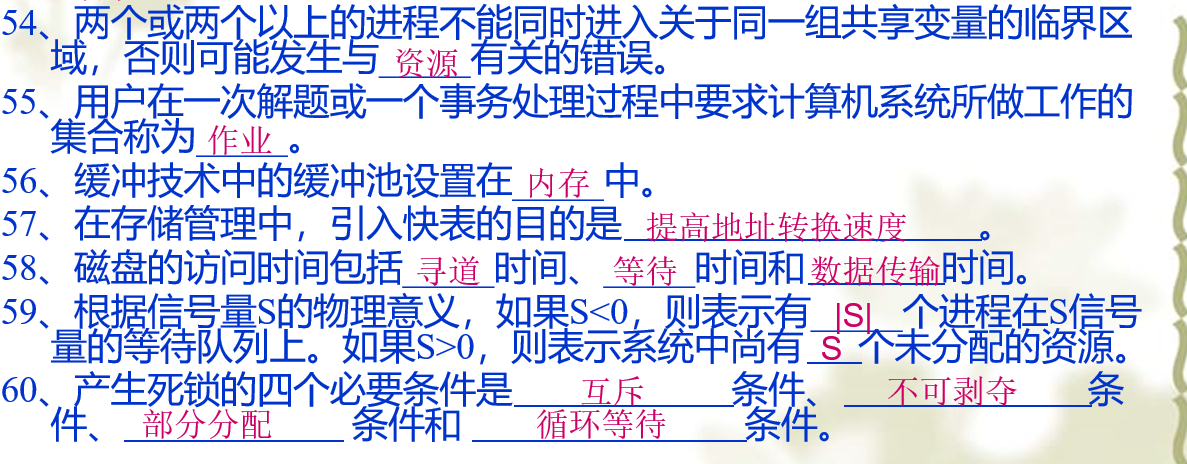 54、两个或两个以上的进程不能同时进入关于同一组共享变量的临界区
域，否则可能发生与 资源 有关的错误。
55、用户在一次解题或一个事务处理过程中要求计算机系统所做工作的
集合称为 作业 。
56、缓冲技术中的缓冲池设置在 内存 中。
57、在存储管理中，引入快表的目的是 提高地址转换速度 。
58、磁盘的访问时间包括 寻道 时间、 等待 时间和 数据传输 时间。
59、根据信号量S的物理意义，如果S<0，则表示有 |S| 个进程在S信号
量的等待队列上。如果S>0，则表示系统中尚有 S 个未分配的资源。
60、产生死锁的四个必要条件是 互斥 条件、 不可剥夺 条
件、 部分分配 条件和 循环等待 条件。